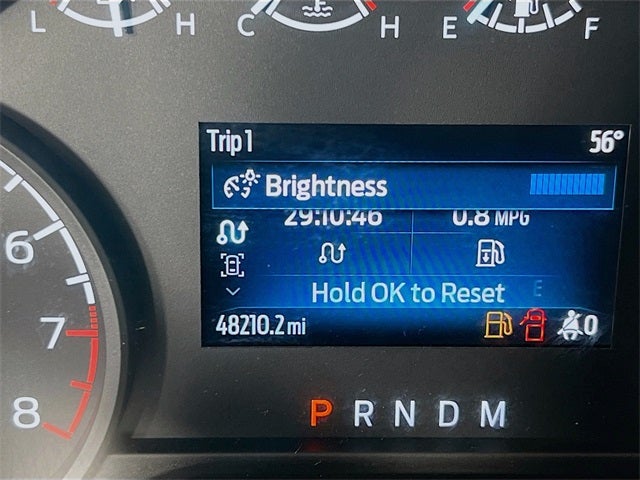 L H C H E F
Trip 1 56°
Brightness
29:10:46 0.8 MPG
Hold OK to Reset E
48210.2 mi 0
6
7
8
P R N D M